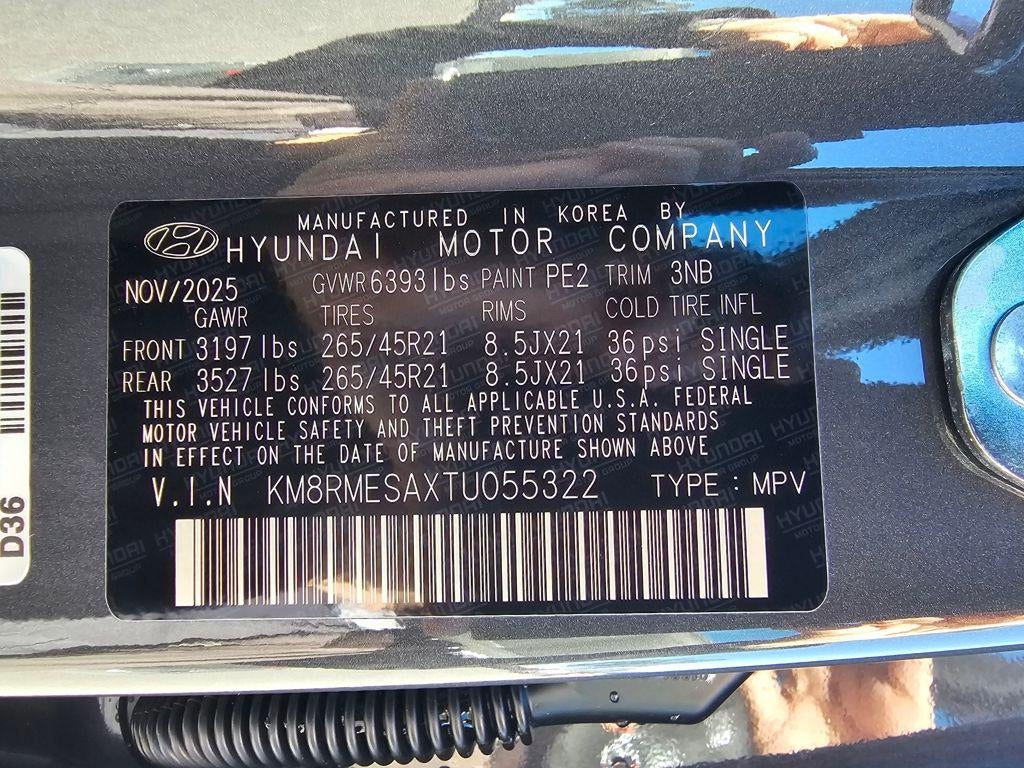 MANUFACTURED IN KOREA BY
HYUNDAI MOTOR COMPANY
NOV/2025 GVWR 6393lbs PAINT PE2 TRIM 3NB
GAWR TIRES RIMS COLD TIRE INFL
FRONT 3197 lbs 265/45R21 8.5JX21 36psi SINGLE
REAR 3527 lbs 265/45R21 8.5JX21 36psi SINGLE
THIS VEHICLE CONFORMS TO ALL APPLICABLE U.S.A. FEDERAL
MOTOR VEHICLE SAFETY AND THEFT PREVENTION STANDARDS
IN EFFECT ON THE DATE OF MANUFACTURE SHOWN ABOVE
V.I.N KM8RMESAXTU055322 TYPE : MPV
D36